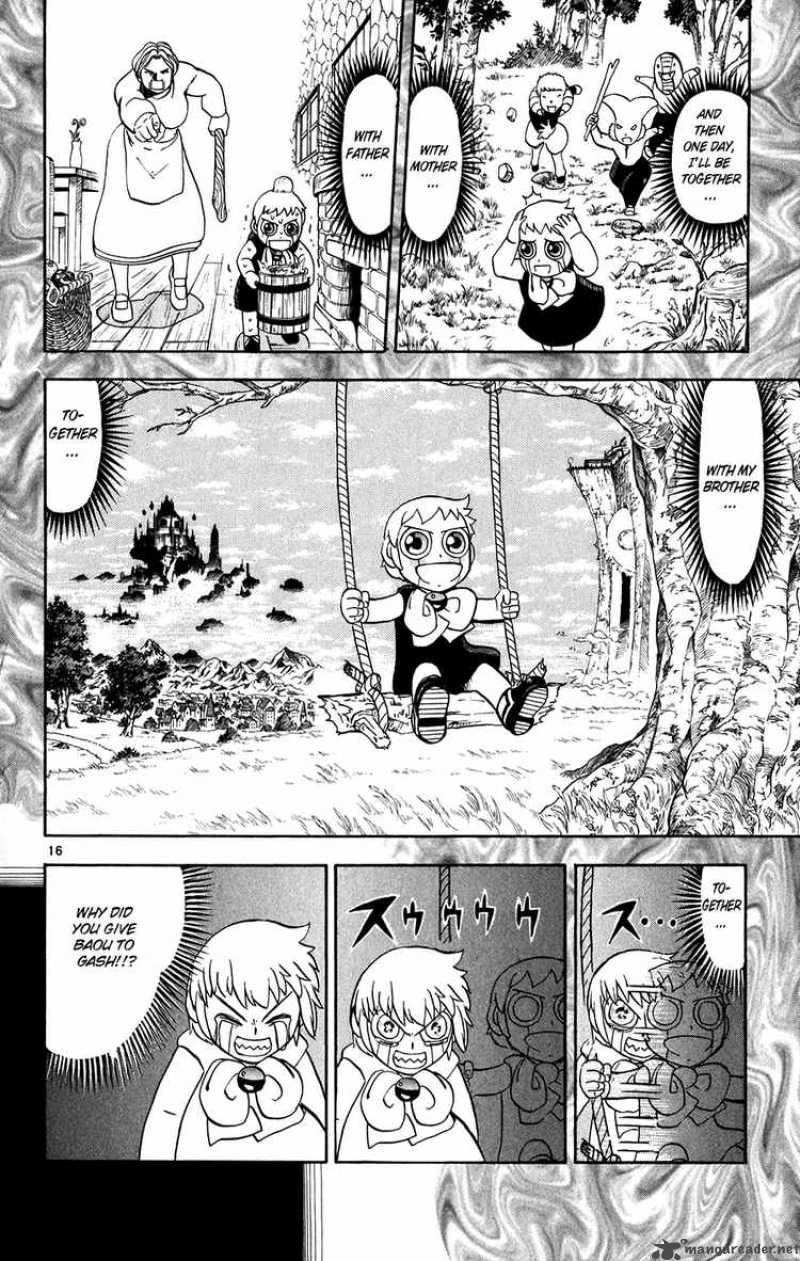 AND
THEN
ONE DAY,
I'LL BE
TOGETHER
...
WITH
MOTHER
...
WITH
FATHER
...
WITH MY
BROTHER
...
TO-
GETHER
...
16
TO-
GETHER
...
ス...
スゥゥゥゥ
WHY DID
YOU GIVE
BAOU TO
GASH!!?
mangareader.net